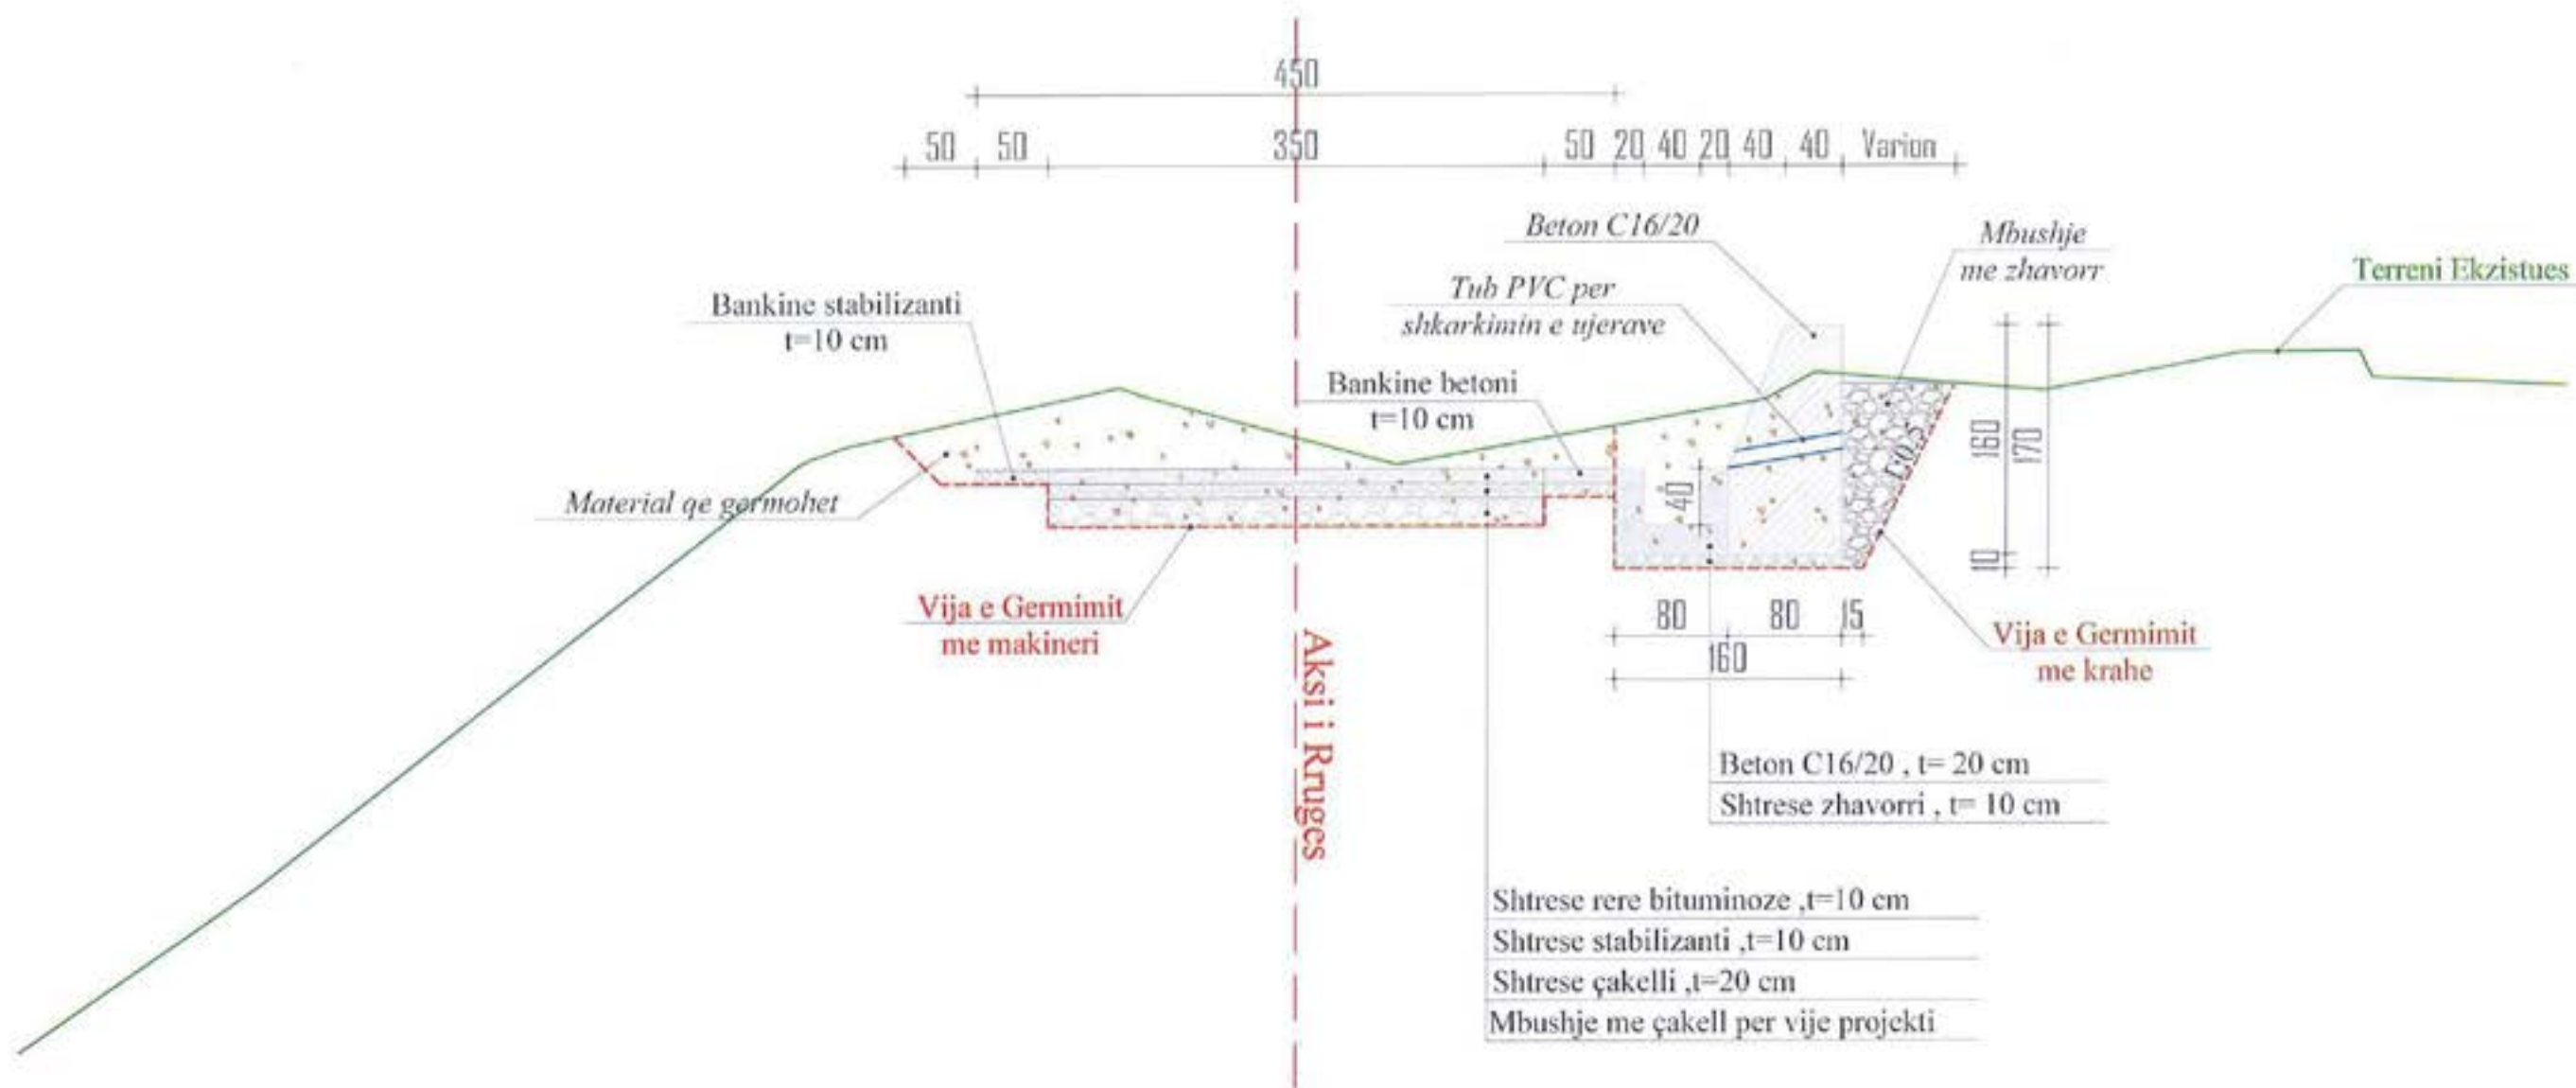 450
50 50 350 50 20 40 20 40 40 Varion
Beton C16/20
Mbushje
me zhavorr
Terreni Ekzistues
Tub PVC per
shkarkimin e ujerave
Bankine stabilizanti
t=10 cm
Bankine betoni
t=10 cm
Material qe germohet
40
1:0.5
160
170
10
Vija e Germimit
me makineri
80 80 15
160
Vija e Germimit
me krahe
Aksi i Rruges
Beton C16/20 , t= 20 cm
Shtrese zhavorri , t= 10 cm
Shtrese rere bituminoze ,t=10 cm
Shtrese stabilizanti ,t=10 cm
Shtrese çakelli ,t=20 cm
Mbushje me çakell per vije projekti